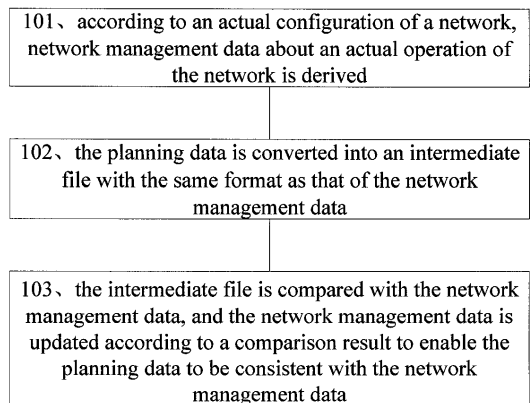 101、according to an actual configuration of a network,
network management data about an actual operation of
the network is derived
102、the planning data is converted into an intermediate
file with the same format as that of the network
management data
103、the intermediate file is compared with the network
management data, and the network management data is
updated according to a comparison result to enable the
planning data to be consistent with the network
management data